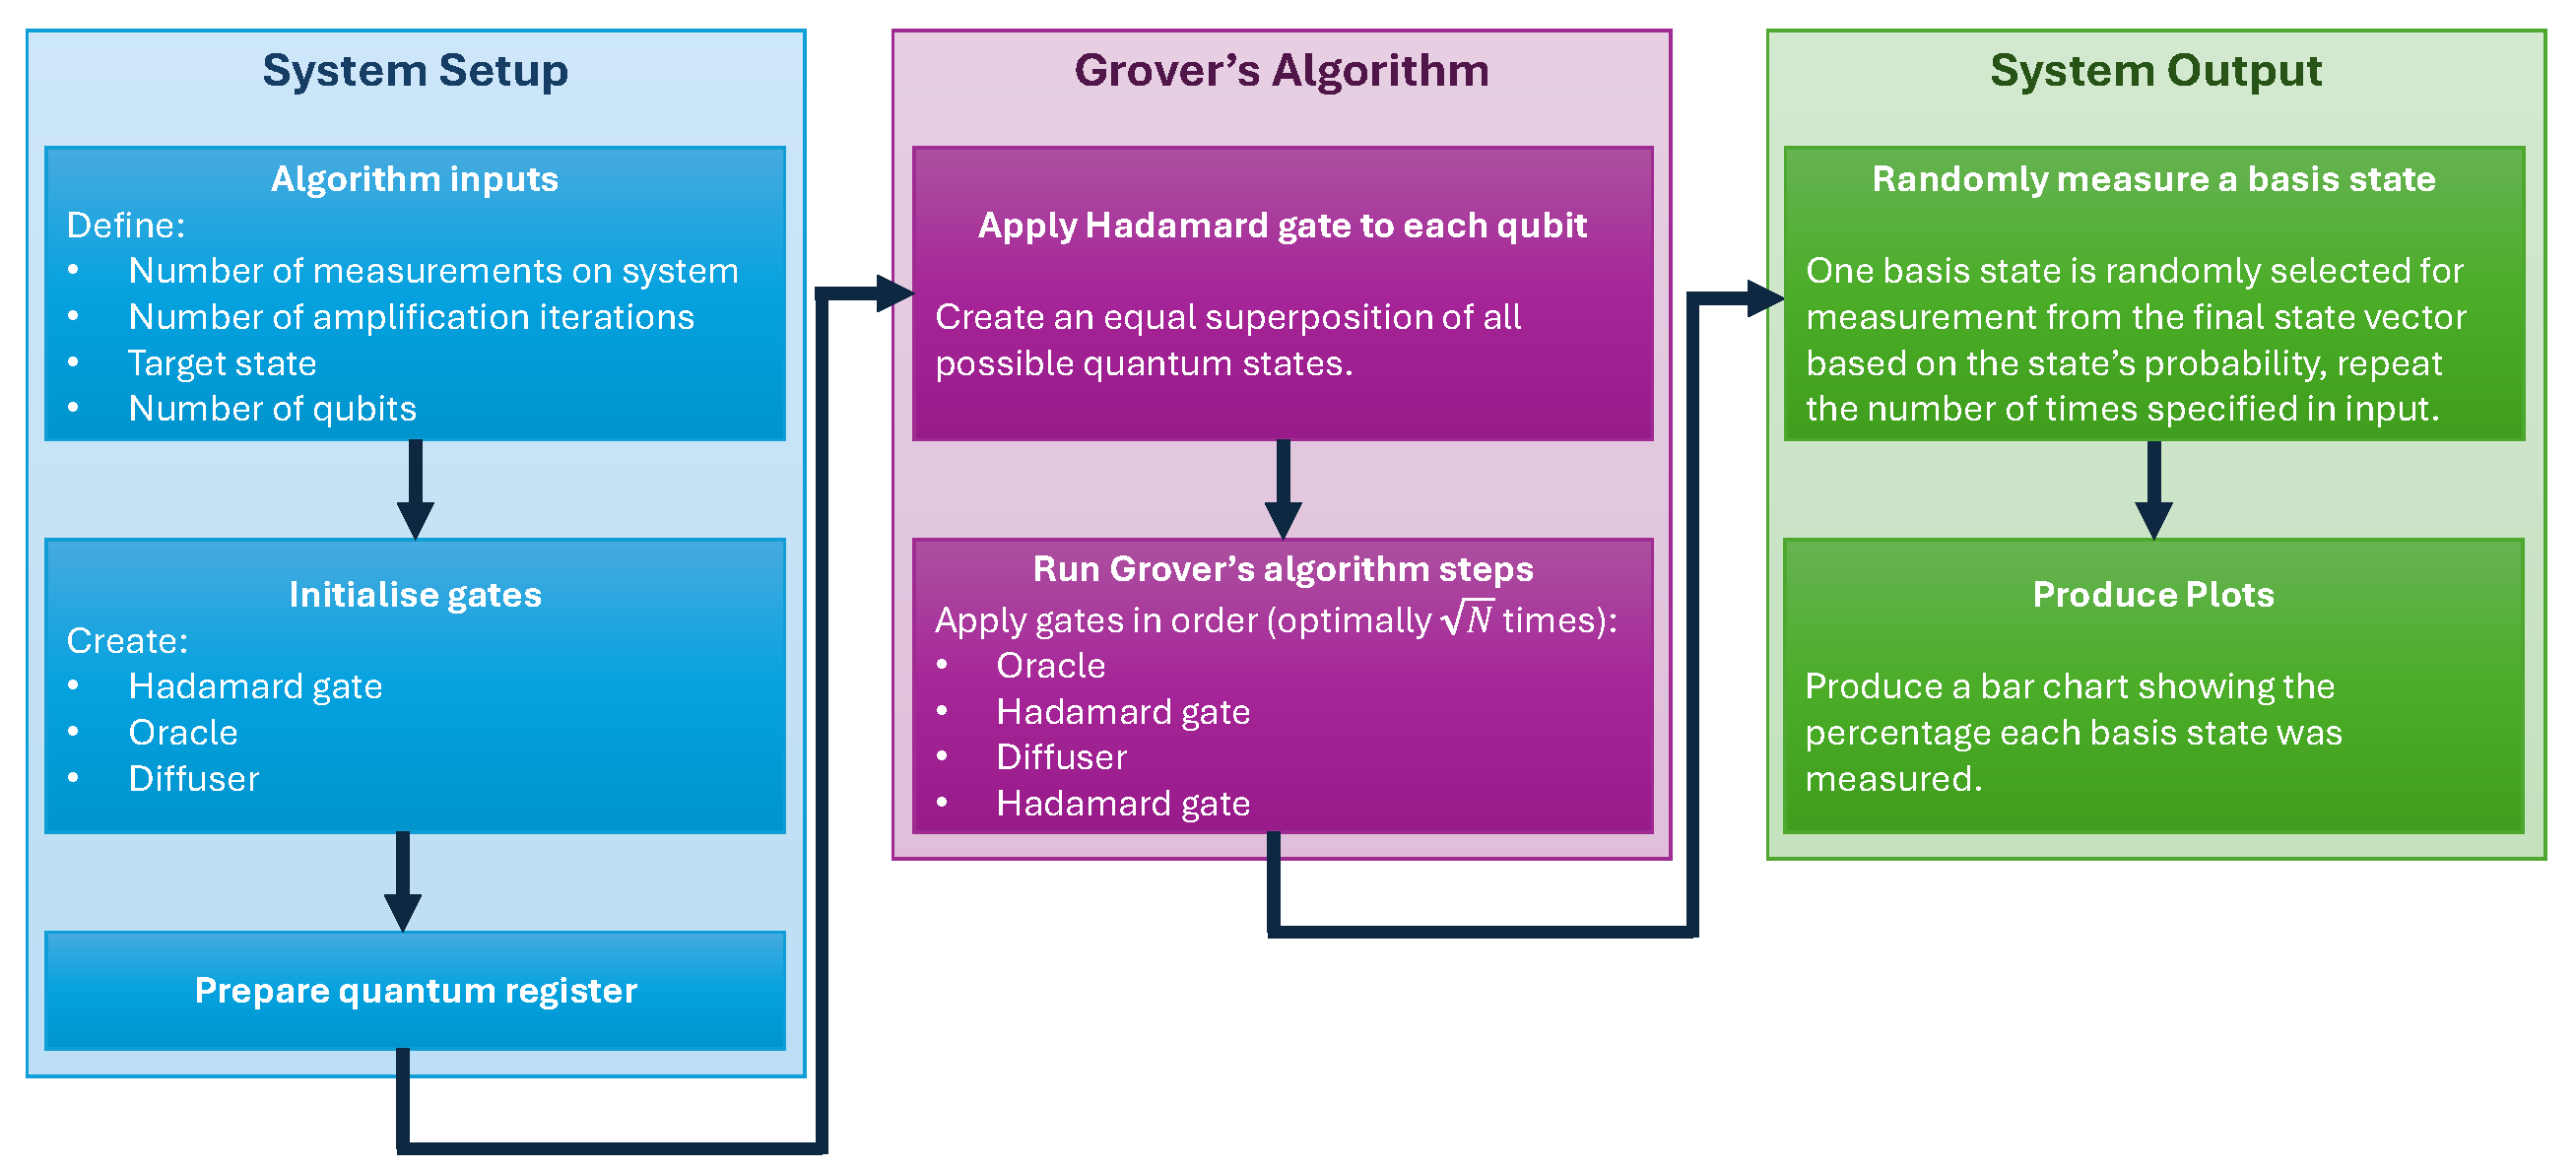 System Setup
Algorithm inputs
Define:
• Number of measurements on system
• Number of amplification iterations
• Target state
• Number of qubits
Initialise gates
Create:
• Hadamard gate
• Oracle
• Diffuser
Prepare quantum register
Grover’s Algorithm
Apply Hadamard gate to each qubit
Create an equal superposition of all
possible quantum states.
Run Grover’s algorithm steps
Apply gates in order (optimally √N times):
• Oracle
• Hadamard gate
• Diffuser
• Hadamard gate
System Output
Randomly measure a basis state
One basis state is randomly selected for
measurement from the final state vector
based on the state’s probability, repeat
the number of times specified in input.
Produce Plots
Produce a bar chart showing the
percentage each basis state was
measured.